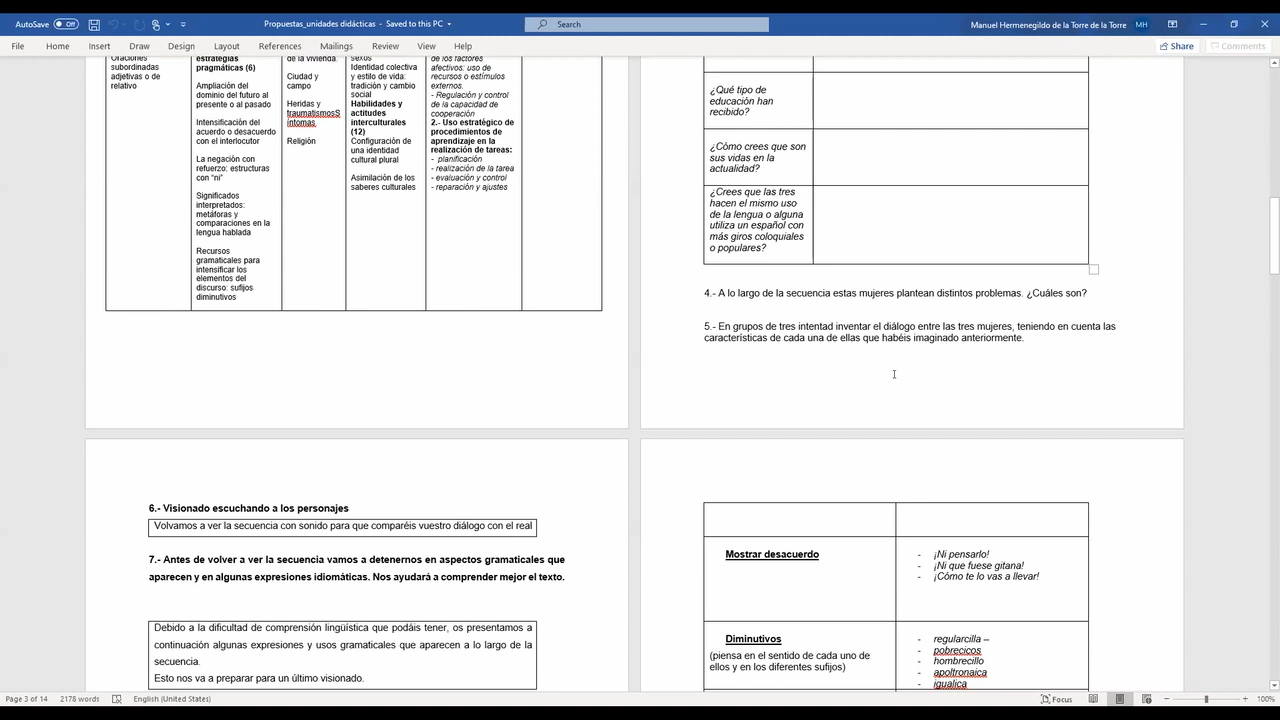 AutoSave Off Propuestas_unidades didácticas - Saved to this PC Search Manuel Hermenegildo de la Torre de la Torre MH
File Home Insert Draw Design Layout References Mailings Review View Help Share Comments
Oraciones
subordinadas
adjetivas o de
relativo
estrategias
pragmáticas (6)
Ampliación del
dominio del futuro al
presente o al pasado
Intensificación del
acuerdo o desacuerdo
con el interlocutor
La negación con
refuerzo: estructuras
con "ni"
Significados
interpretados:
metáforas y
comparaciones en la
lengua hablada
Recursos
gramaticales para
intensificar los
elementos del
discurso: sufijos
diminutivos
de la vivienda.
Ciudad y
campo
Heridas y
traumatismosS
íntomas
Religión
sexos
Identidad colectiva
y estilo de vida:
tradición y cambio
social
Habilidades y
actitudes
interculturales
(12)
Configuración de
una identidad
cultural plural
Asimilación de los
saberes culturales
de los factores
afectivos: uso de
recursos o estímulos
externos.
- Regulación y control
de la capacidad de
cooperación
2.- Uso estratégico de
procedimientos de
aprendizaje en la
realización de tareas:
- planificación
- realización de la tarea
- evaluación y control
- reparación y ajustes
¿Qué tipo de
educación han
recibido?
¿Cómo crees que son
sus vidas en la
actualidad?
¿Crees que las tres
hacen el mismo uso
de la lengua o alguna
utiliza un español con
más giros coloquiales
o populares?
4.- A lo largo de la secuencia estas mujeres plantean distintos problemas. ¿Cuáles son?
5.- En grupos de tres intentad inventar el diálogo entre las tres mujeres, teniendo en cuenta las
características de cada una de ellas que habéis imaginado anteriormente.
6.- Visionado escuchando a los personajes
Volvamos a ver la secuencia con sonido para que comparéis vuestro diálogo con el real
7.- Antes de volver a ver la secuencia vamos a detenernos en aspectos gramaticales que
aparecen y en algunas expresiones idiomáticas. Nos ayudará a comprender mejor el texto.
Debido a la dificultad de comprensión lingüística que podáis tener, os presentamos a
continuación algunas expresiones y usos gramaticales que aparecen a lo largo de la
secuencia.
Esto nos va a preparar para un último visionado.
Mostrar desacuerdo
- ¡Ni pensarlo!
- ¡Ni que fuese gitana!
- ¡Cómo te lo vas a llevar!
Diminutivos
(piensa en el sentido de cada uno de
ellos y en los diferentes sufijos)
- regularcilla –
- pobrecicos
- hombrecillo
- apoltronaica
- igualica
Page 3 of 14 2178 words English (United States) Focus 100%